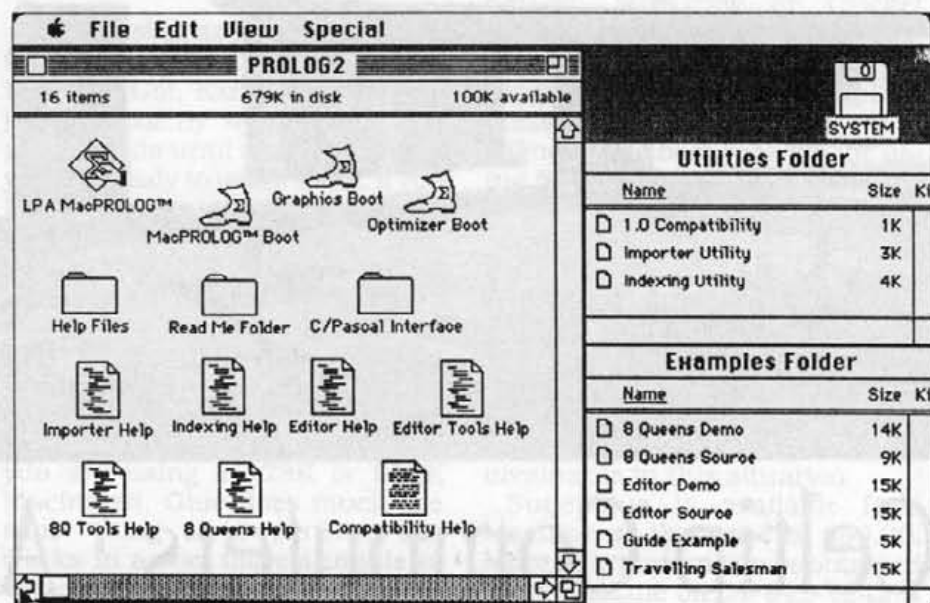 File Edit View Special
PROLOG2
16 items 679K in disk 100K available
LPA MacPROLOG™
MacPROLOG™ Boot
Graphics Boot
Optimizer Boot
Help Files
Read Me Folder
C/Pascal Interface
Importer Help
Indexing Help
Editor Help
Editor Tools Help
8Q Tools Help
8 Queens Help
Compatibility Help
SYSTEM
Utilities Folder
Name Size Ki
1.0 Compatibility 1K
Importer Utility 3K
Indexing Utility 4K
Examples Folder
Name Size Ki
8 Queens Demo 14K
8 Queens Source 9K
Editor Demo 15K
Editor Source 15K
Guide Example 5K
Travelling Salesman 15K